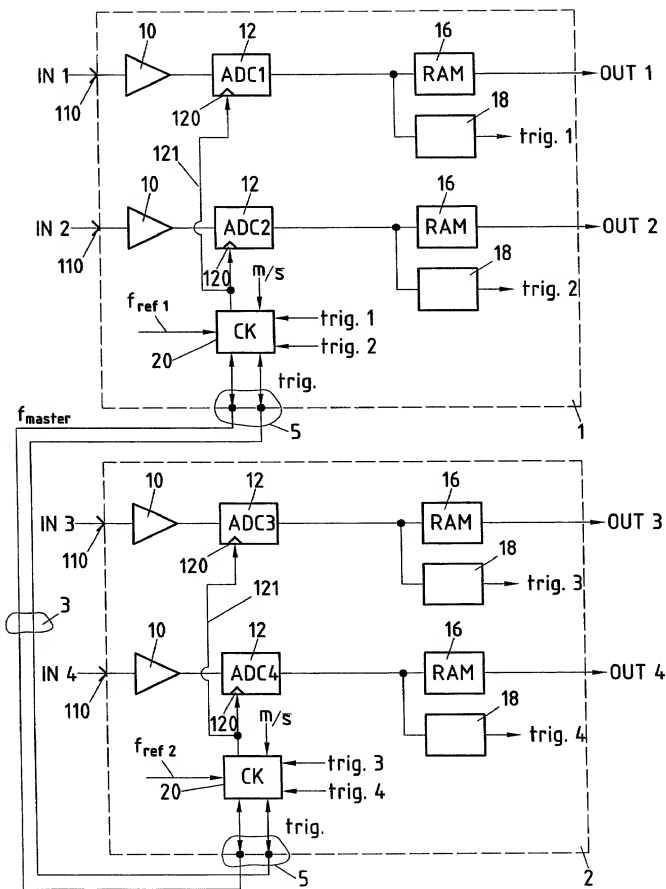 10 12 16
IN 1 ADC1 RAM OUT 1
110 120 18
trig. 1
121
10 12 16
IN 2 ADC2 RAM OUT 2
110 120 18
m/s̄ trig. 2
fref 1
CK trig. 1
20 trig. 2
trig.
fmaster
5 1
10 12 16
IN 3 ADC3 RAM OUT 3
110 120 18
trig. 3
121
3
10 12 16
IN 4 ADC4 RAM OUT 4
110 120 18
m/s̄ trig. 4
fref 2
CK trig. 3
20 trig. 4
trig.
5 2